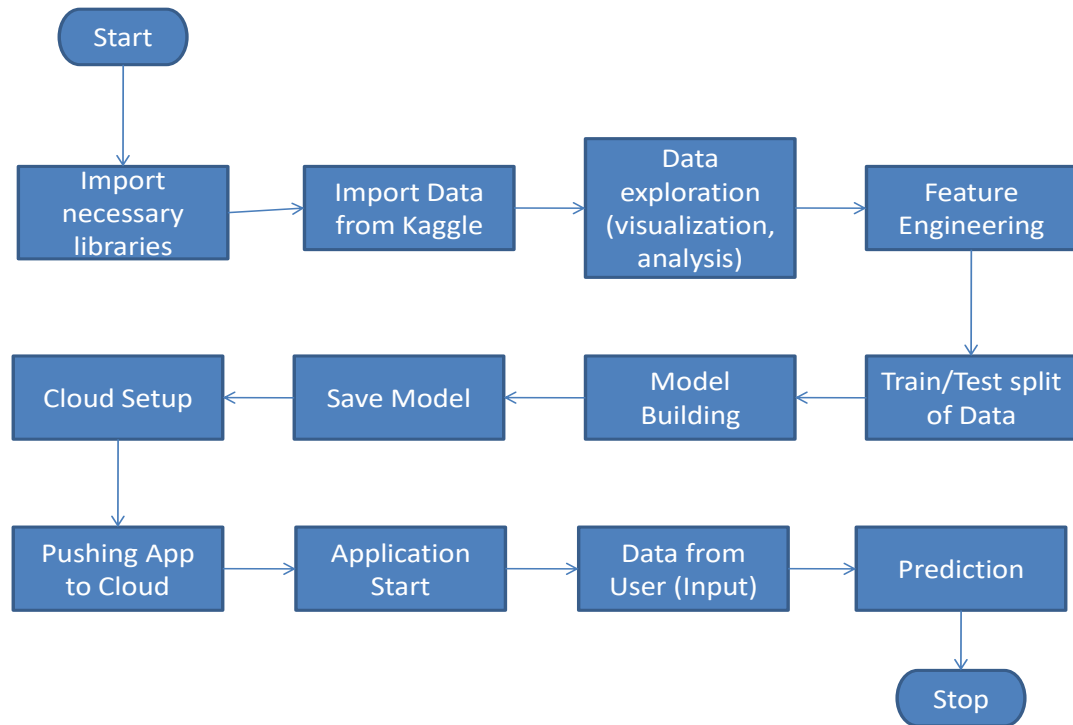 Start
Import
necessary
libraries
Import Data
from Kaggle
Data
exploration
(visualization,
analysis)
Feature
Engineering
Train/Test split
of Data
Model
Building
Save Model
Cloud Setup
Pushing App
to Cloud
Application
Start
Data from
User (Input)
Prediction
Stop